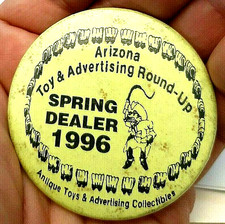 Arizona
Toy & Advertising Round-Up
SPRING
DEALER
1996
Antique Toys & Advertising Collectibles